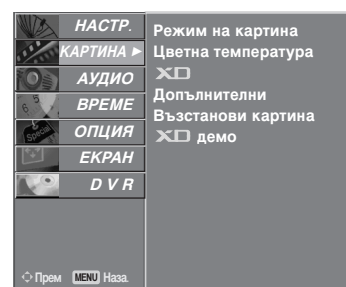 НАСТР.
КАРТИНА ►
АУДИО
ВРЕМЕ
Special
ОПЦИЯ
ЕКРАН
D V R
Режим на картина
Цветна температура
XD
Допълнителни
Възстанови картина
XD демо
Прем MENU Наза.